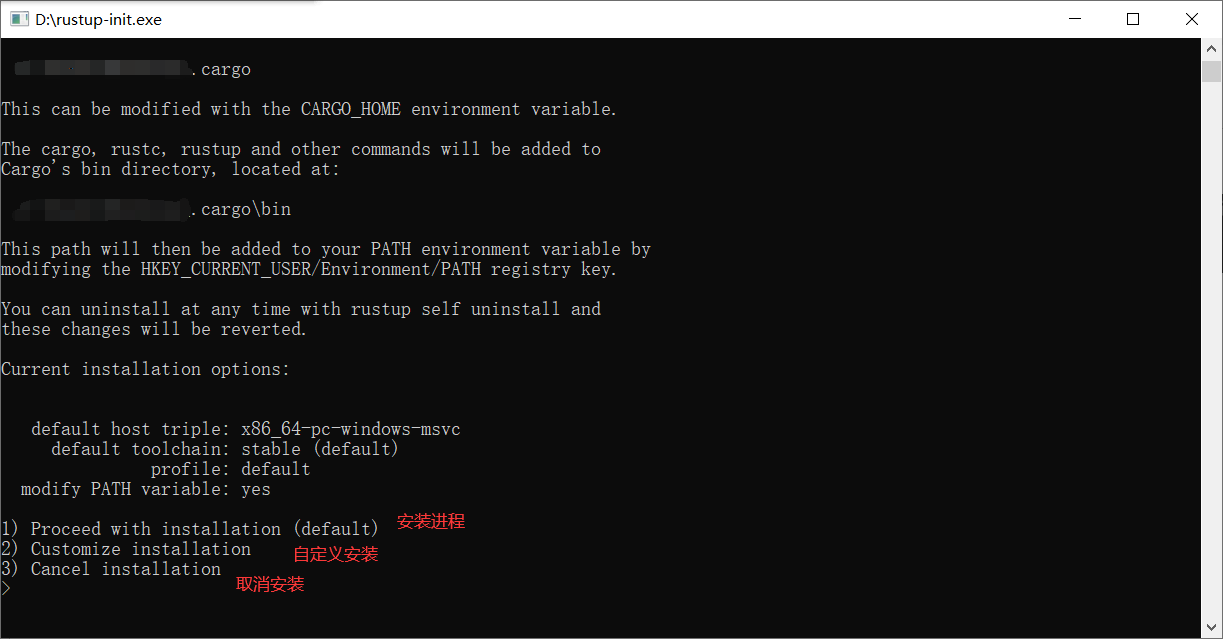 D:\rustup-init.exe
.cargo
This can be modified with the CARGO_HOME environment variable.
The cargo, rustc, rustup and other commands will be added to
Cargo's bin directory, located at:
.cargo\bin
This path will then be added to your PATH environment variable by
modifying the HKEY_CURRENT_USER/Environment/PATH registry key.
You can uninstall at any time with rustup self uninstall and
these changes will be reverted.
Current installation options:
default host triple: x86_64-pc-windows-msvc
default toolchain: stable (default)
profile: default
modify PATH variable: yes
1) Proceed with installation (default) 安装进程
2) Customize installation 自定义安装
3) Cancel installation 取消安装
>